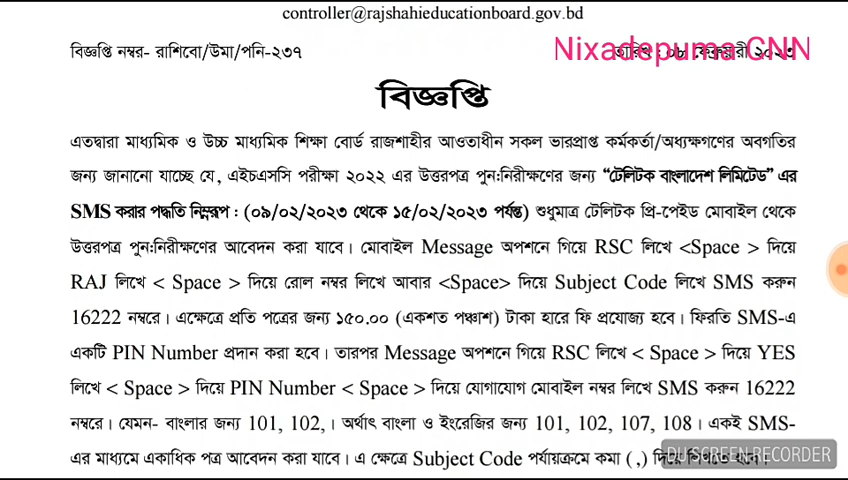 controller@rajshahieducationboard.gov.bd
বিজ্ঞপ্তি নম্বর- রাশিবো/উমা/পনি-২৩৭
তারিখ : ০৮ ফেব্রুয়ারী ২০২৩
Nixadepuma CNN
বিজ্ঞপ্তি
এতদ্বারা মাধ্যমিক ও উচ্চ মাধ্যমিক শিক্ষা বোর্ড রাজশাহীর আওতাধীন সকল ভারপ্রাপ্ত কর্মকর্তা/অধ্যক্ষগণের অবগতির
জন্য জানানো যাচ্ছে যে, এইচএসসি পরীক্ষা ২০২২ এর উত্তরপত্র পুন:নিরীক্ষণের জন্য “টেলিটক বাংলাদেশ লিমিটেড” এর
SMS করার পদ্ধতি নিম্নরূপ : (০৯/০২/২০২৩ থেকে ১৫/০২/২০২৩ পর্যন্ত) শুধুমাত্র টেলিটক প্রি-পেইড মোবাইল থেকে
উত্তরপত্র পুন:নিরীক্ষণের আবেদন করা যাবে। মোবাইল Message অপশনে গিয়ে RSC লিখে <Space > দিয়ে
RAJ লিখে < Space > দিয়ে রোল নম্বর লিখে আবার <Space> দিয়ে Subject Code লিখে SMS করুন
16222 নম্বরে। এক্ষেত্রে প্রতি পত্রের জন্য ১৫০.০০ (একশত পঞ্চাশ) টাকা হারে ফি প্রযোজ্য হবে। ফিরতি SMS-এ
একটি PIN Number প্রদান করা হবে। তারপর Message অপশনে গিয়ে RSC লিখে < Space > দিয়ে YES
লিখে < Space > দিয়ে PIN Number < Space > দিয়ে যোগাযোগ মোবাইল নম্বর লিখে SMS করুন 16222
নম্বরে। যেমন- বাংলার জন্য 101, 102,। অর্থাৎ বাংলা ও ইংরেজির জন্য 101, 102, 107, 108। একই SMS-
এর মাধ্যমে একাধিক পত্র আবেদন করা যাবে। এ ক্ষেত্রে Subject Code পর্যায়ক্রমে কমা (,) দিয়ে লিখতে হবে।
DU SCREEN RECORDER